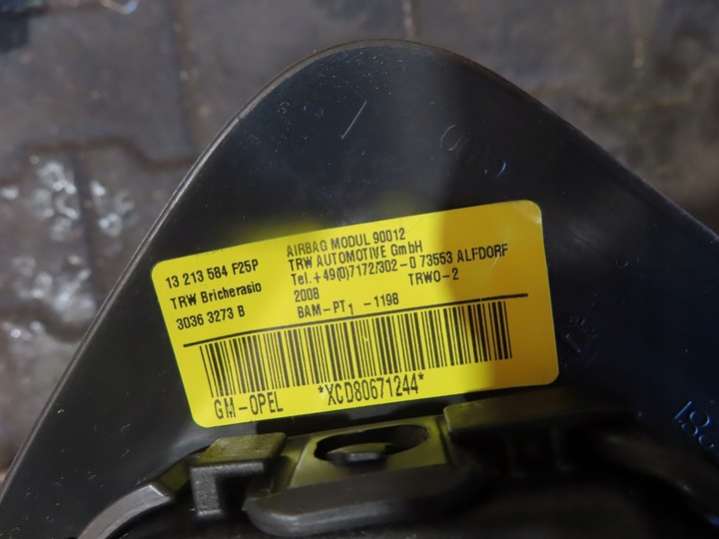 13 213 584 F25P
TRW Bricherasio
3036 3273 B
AIRBAG MODUL 90012
TRW AUTOMOTIVE GmbH
Tel.+49(0)7172/302-0 73553 ALFDORF
2008 TRWO-2
BAM-PT1 -1198
GM-OPEL *XCD80671244*